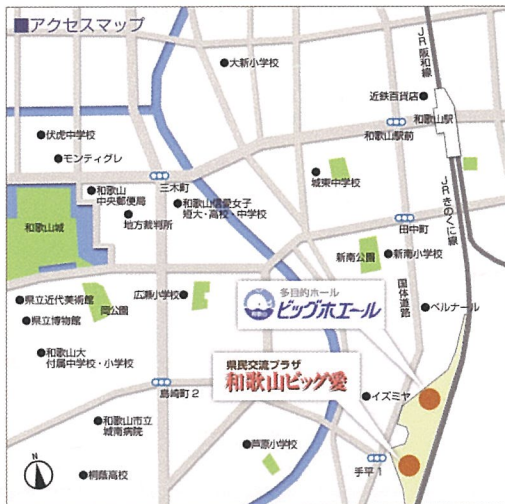 ■アクセスマップ
大新小学校
JR阪和線
近鉄百貨店
和歌山駅
和歌山駅前
伏虎中学校
モンティグレ
三木町
城東中学校
和歌山
中央郵便局
和歌山信愛女子
短大・高校・中学校
地方裁判所
JRきのくに線
田中町
和歌山城
新南公園
新南小学校
国体道路
県立近代美術館
岡公園
広瀬小学校
多目的ホール
ビッグホエール
ベルナール
県立博物館
和歌山大
付属中学校・小学校
県民交流プラザ
和歌山ビッグ愛
島崎町2
イズミヤ
和歌山市立
城南病院
芦原小学校
手平1
N
桐蔭高校